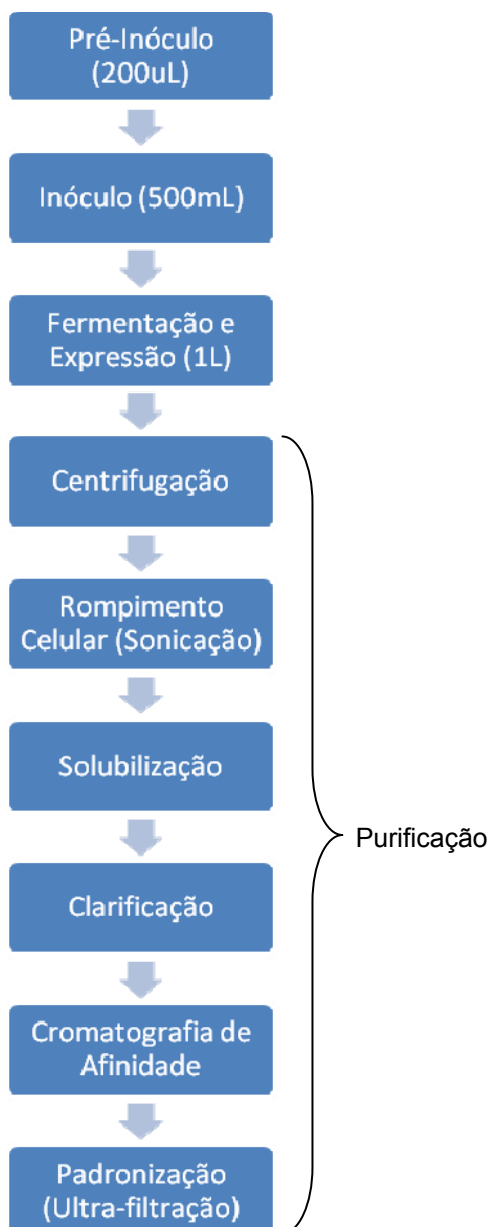 Pré-Inóculo
(200uL)
Inóculo (500mL)
Fermentação e
Expressão (1L)
Centrifugação
Rompimento
Celular (Sonicação)
Solubilização
Purificação
Clarificação
Cromatografia de
Afinidade
Padronização
(Ultra-filtração)